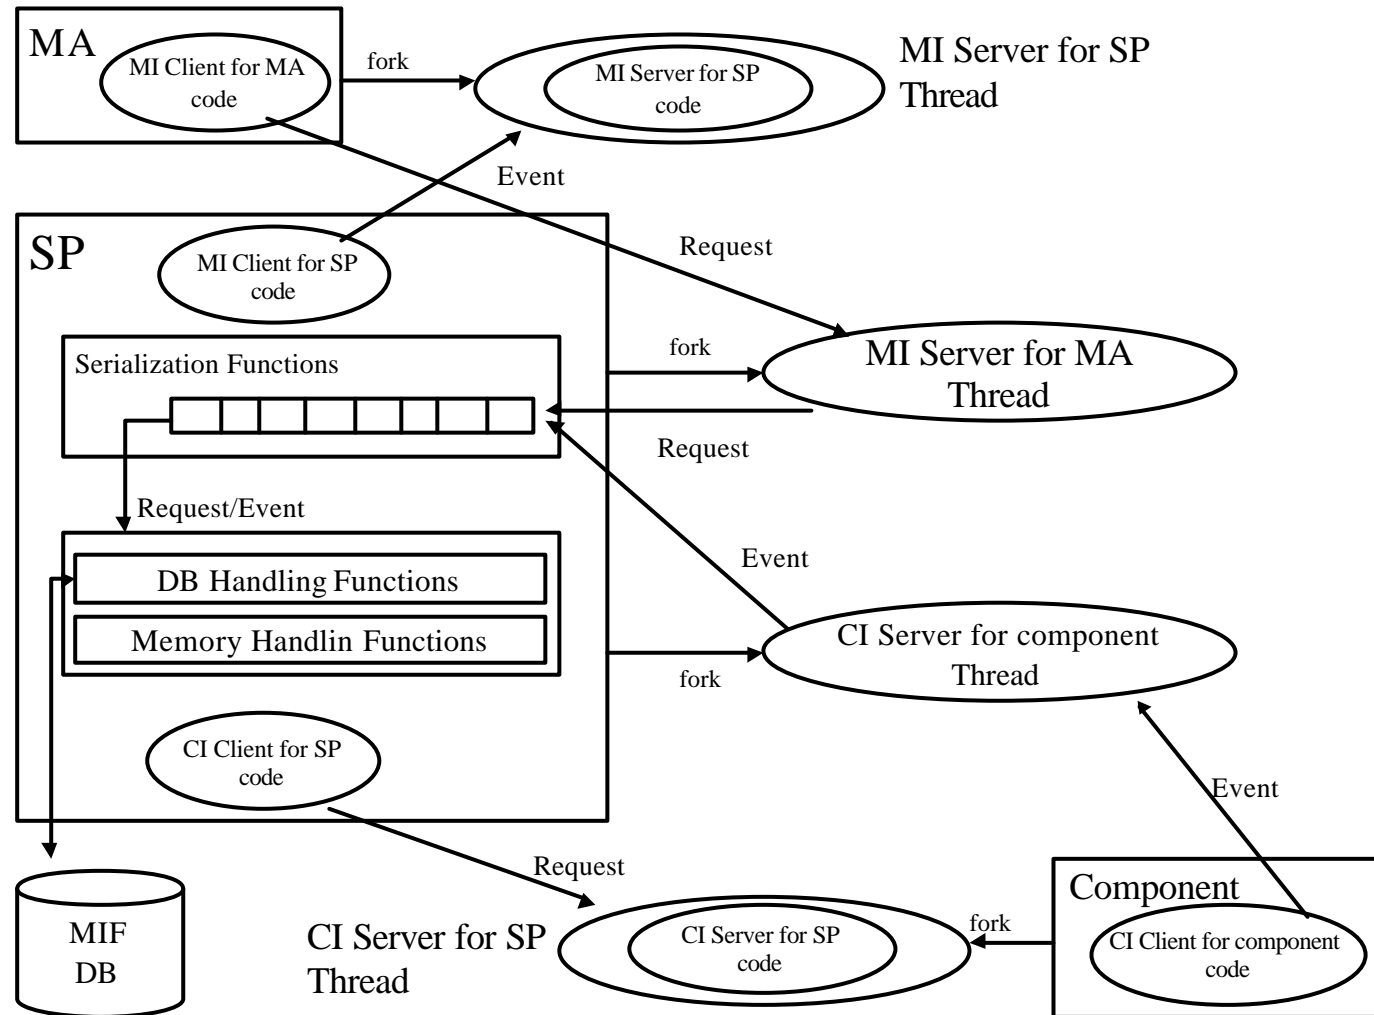 MA
MI Client for MA
code
fork
MI Server for SP
code
MI Server for SP
Thread
Event
SP
MI Client for SP
code
Request
Serialization Functions
fork
MI Server for MA
Thread
Request
Request/Event
DB Handling Functions
Memory Handlin Functions
Event
CI Server for component
Thread
fork
CI Client for SP
code
Event
Request
MIF
DB
CI Server for SP
Thread
CI Server for SP
code
fork
Component
CI Client for component
code